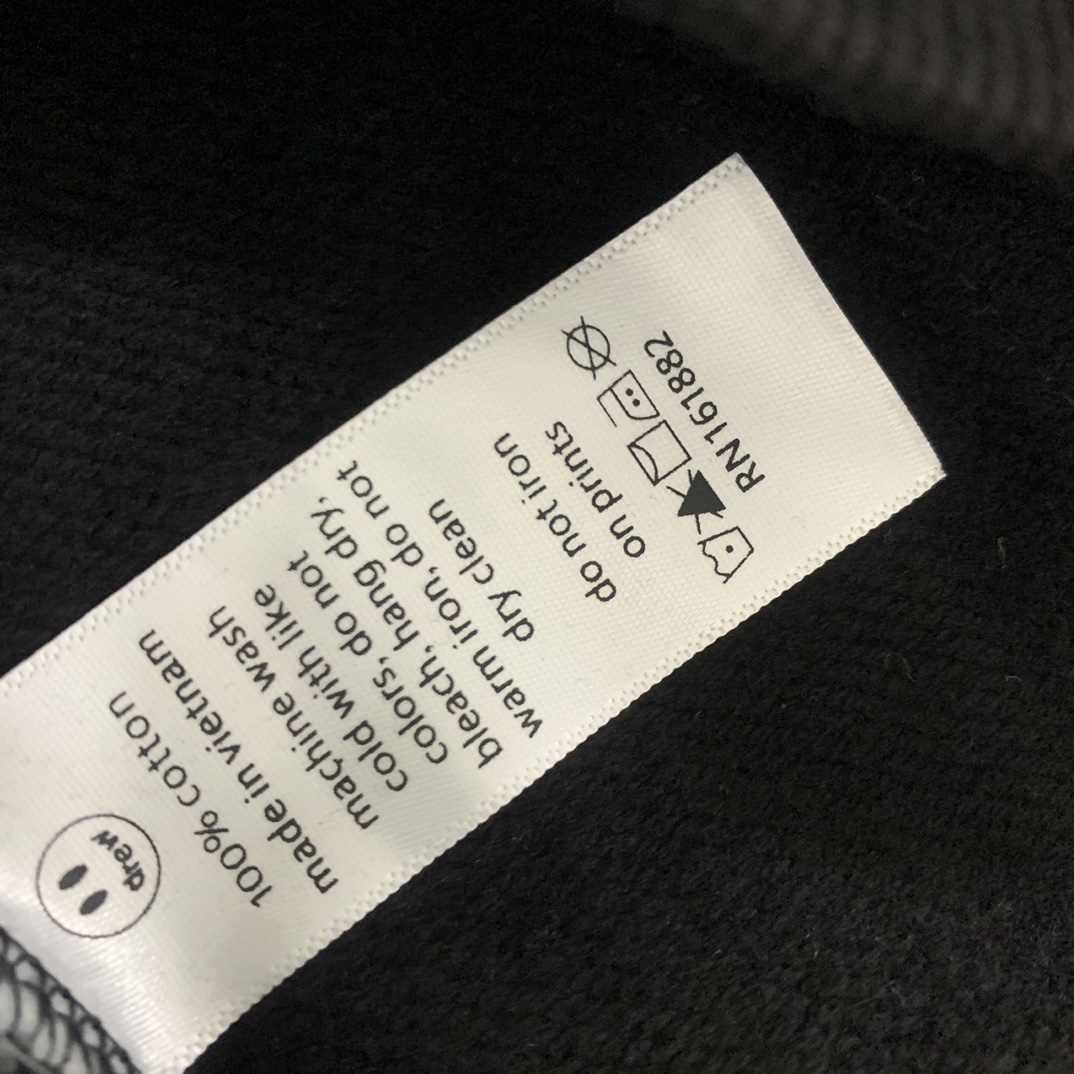 drew
100% cotton
made in vietnam
machine wash
cold with like
colors, do not
bleach, hang dry,
warm iron, do not
dry clean
do not iron
on prints
RN161882